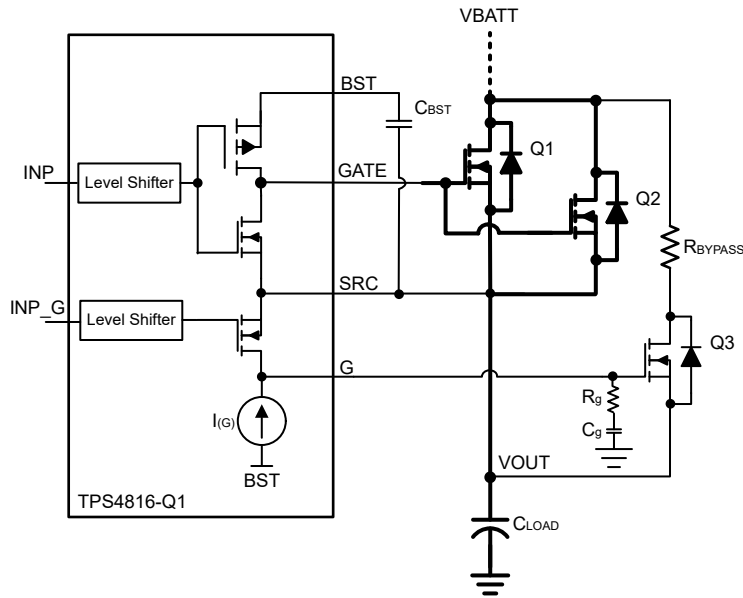 VBATT
BST
CBST
Q1
INP
Level Shifter
GATE
Q2
RBYPASS
SRC
INP_G
Level Shifter
Q3
G
Rg
I(G)
Cg
BST
VOUT
TPS4816-Q1
CLOAD